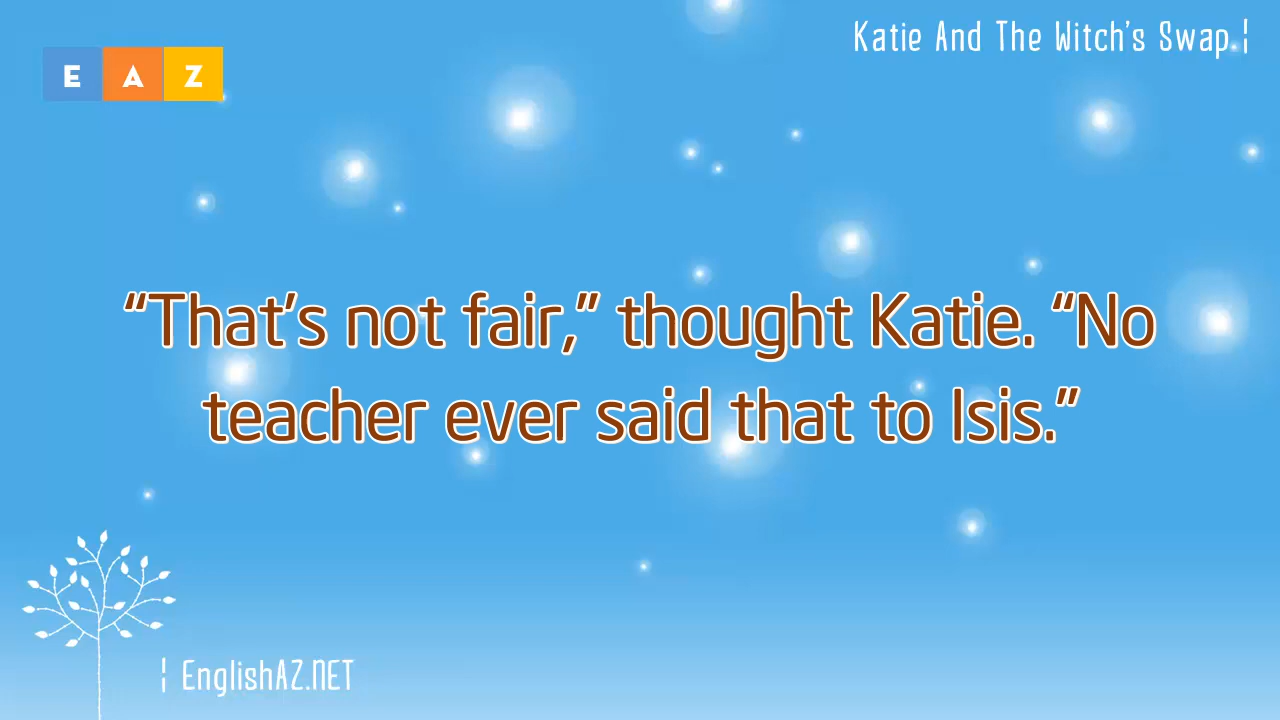 Katie And The Witch's Swap ¦
E A Z
“That's not fair,” thought Katie. “No
teacher ever said that to Isis.”
¦ EnglishAZ.NET